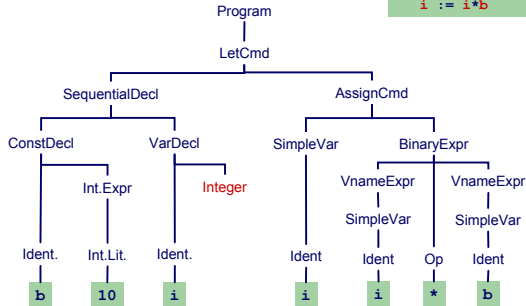 Program
i := i*b
LetCmd
SequentialDecl AssignCmd
ConstDecl VarDecl SimpleVar BinaryExpr
Int.Expr Integer VnameExpr VnameExpr
SimpleVar SimpleVar
Ident. Int.Lit. Ident. Ident Ident Op Ident
b 10 i i i * b